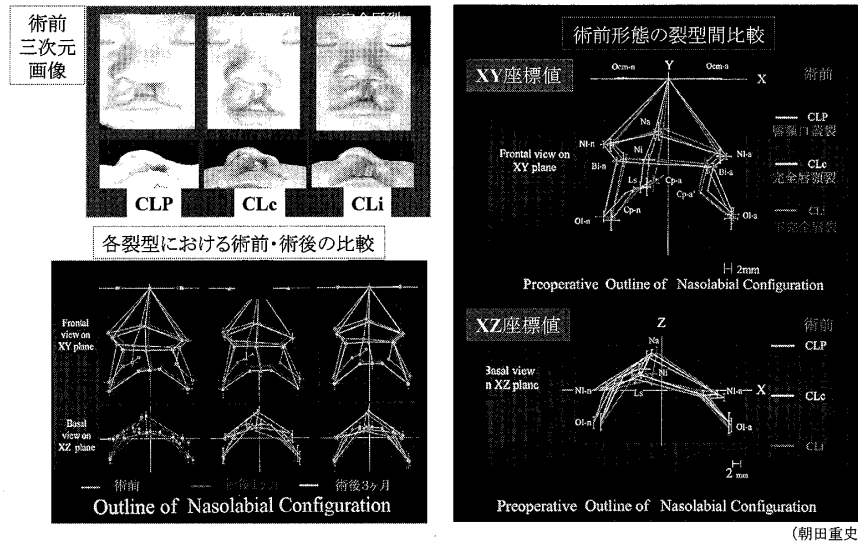 術前
三次元
画像
CLP
CLc
CLi
各裂型における術前・術後の比較
Frontal
view on
XY plane
Basal
view on
XZ plane
術前
術後3ヶ月
Outline of Nasolabial Configuration
術前形態の裂型間比較
XY座標値
術前
Y
X
Ocm-n
Ocm-a
Na
Nl-n
Ni
Nl-a
Bi-n
Bi-a
Ls
Cp-a
Cp-a'
Cp-n
Ol-n
Ol-a
Frontal view on
XY plane
CLP
唇顎口蓋裂
CLc
完全唇顎裂
CLi
不完全唇裂
2mm
Preoperative Outline of Nasolabial Configuration
XZ座標値
術前
Z
X
Na
Ni
Nl-n
Nl-a
Ls
Ol-n
Ol-a
Basal view
n XZ plane
CLP
CLc
CLi
2 mm
Preoperative Outline of Nasolabial Configuration
(朝田重史